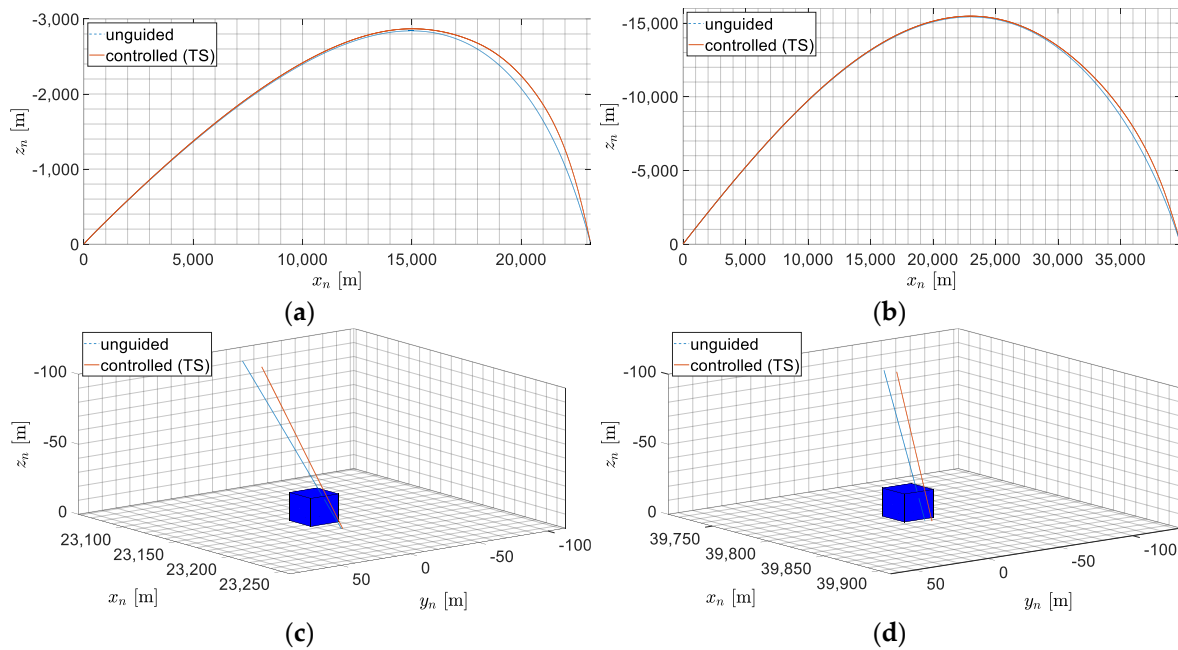 -3,000
unguided
controlled (TS)
-2,000
-1,000
0
z_n [m]
0
5,000
10,000
15,000
20,000
x_n [m]
(a)
-15,000
unguided
controlled (TS)
-10,000
-5,000
0
z_n [m]
0
5,000
10,000
15,000
20,000
25,000
30,000
35,000
x_n [m]
(b)
unguided
controlled (TS)
-100
-50
0
z_n [m]
23,100
23,150
23,200
23,250
x_n [m]
50
0
-50
-100
y_n [m]
(c)
unguided
controlled (TS)
-100
-50
0
z_n [m]
39,750
39,800
39,850
39,900
x_n [m]
50
0
-50
-100
y_n [m]
(d)